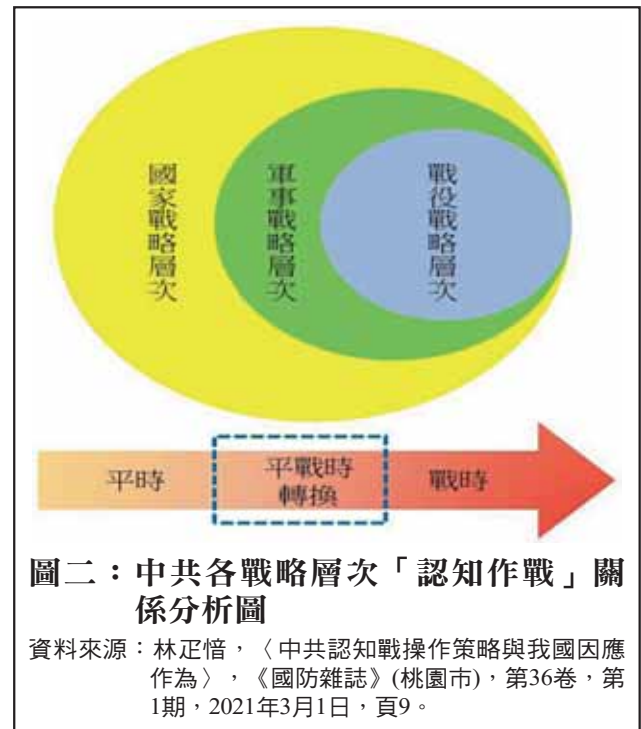 國家戰略層次
軍事戰略層次
戰役戰略層次
平時
平戰時
轉換
戰時
圖二：中共各戰略層次「認知作戰」關
係分析圖
資料來源：林正愔，〈中共認知戰操作策略與我國因應
作為〉，《國防雜誌》(桃園市)，第36卷，第
1期，2021年3月1日，頁9。